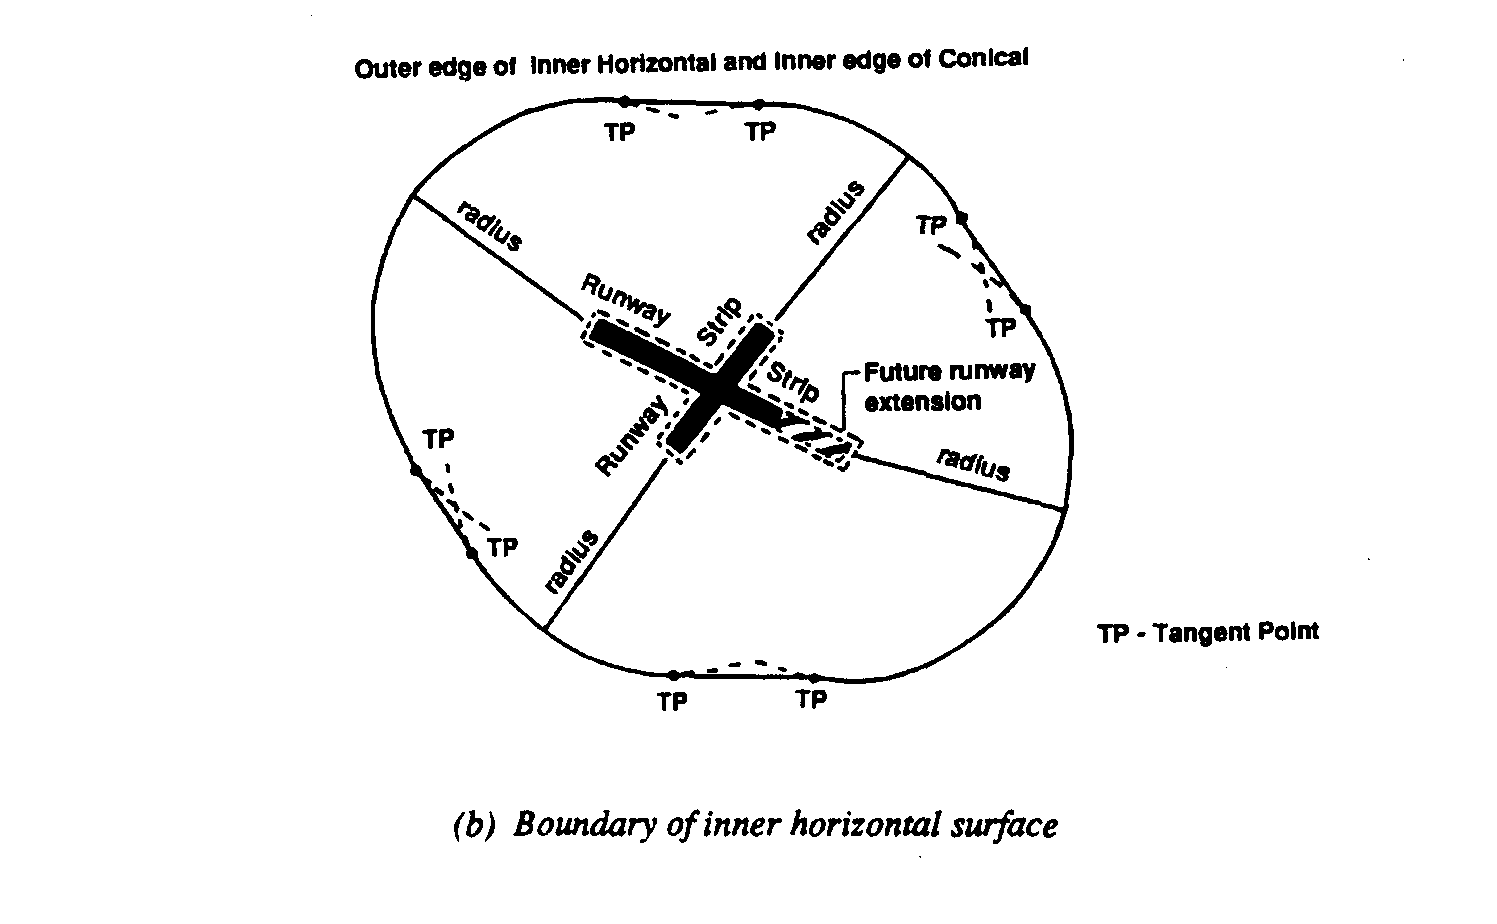 Outer edge of Inner Horizontal and Inner edge of Conical
TP
TP
radius
radius
TP
Runway
Strip
TP
Strip
Future runway
extension
Runway
TP
radius
TP
radius
TP - Tangent Point
TP
TP
(b) Boundary of inner horizontal surface